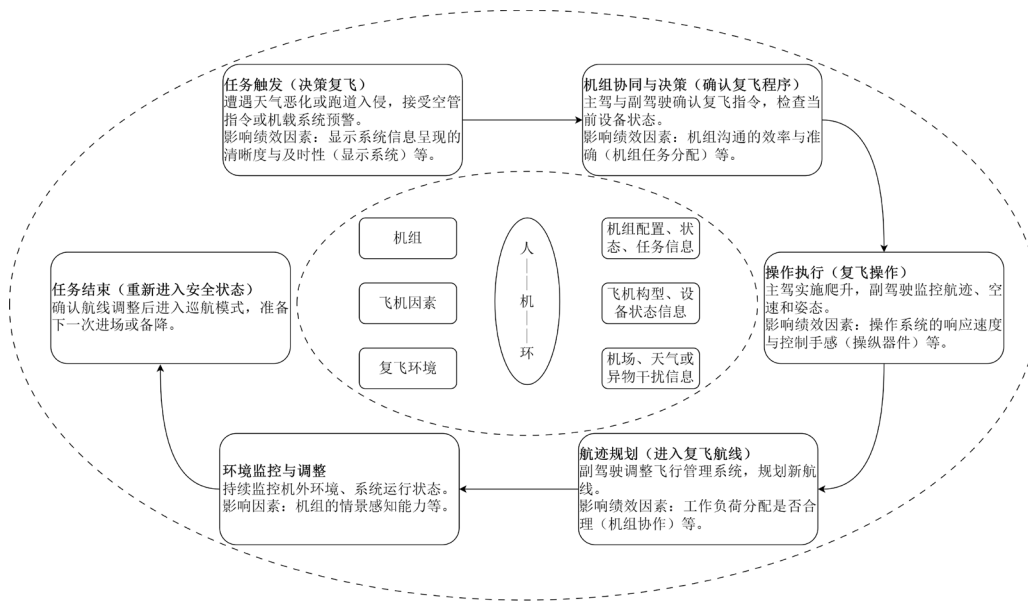 任务触发（决策复飞）
遭遇天气恶化或跑道入侵，接受空管
指令或机载系统预警。
影响绩效因素：显示系统信息呈现的
清晰度与及时性（显示系统）等。
机组协同与决策（确认复飞程序）
主驾与副驾驶确认复飞指令，检查当
前设备状态。
影响绩效因素：机组沟通的效率与准
确（机组任务分配）等。
操作执行（复飞操作）
主驾实施爬升，副驾驶监控航迹、空
速和姿态。
影响绩效因素：操作系统的响应速度
与控制手感（操纵器件）等。
航迹规划（进入复飞航线）
副驾驶调整飞行管理系统，规划新航
线。
影响绩效因素：工作负荷分配是否合
理（机组协作）等。
环境监控与调整
持续监控机外环境、系统运行状态。
影响因素：机组的情景感知能力等。
任务结束（重新进入安全状态）
确认航线调整后进入巡航模式，准备
下一次进场或备降。
机组
飞机因素
复飞环境
人
机
环
机组配置、状
态、任务信息
飞机构型、设
备状态信息
机场、天气或
异物干扰信息